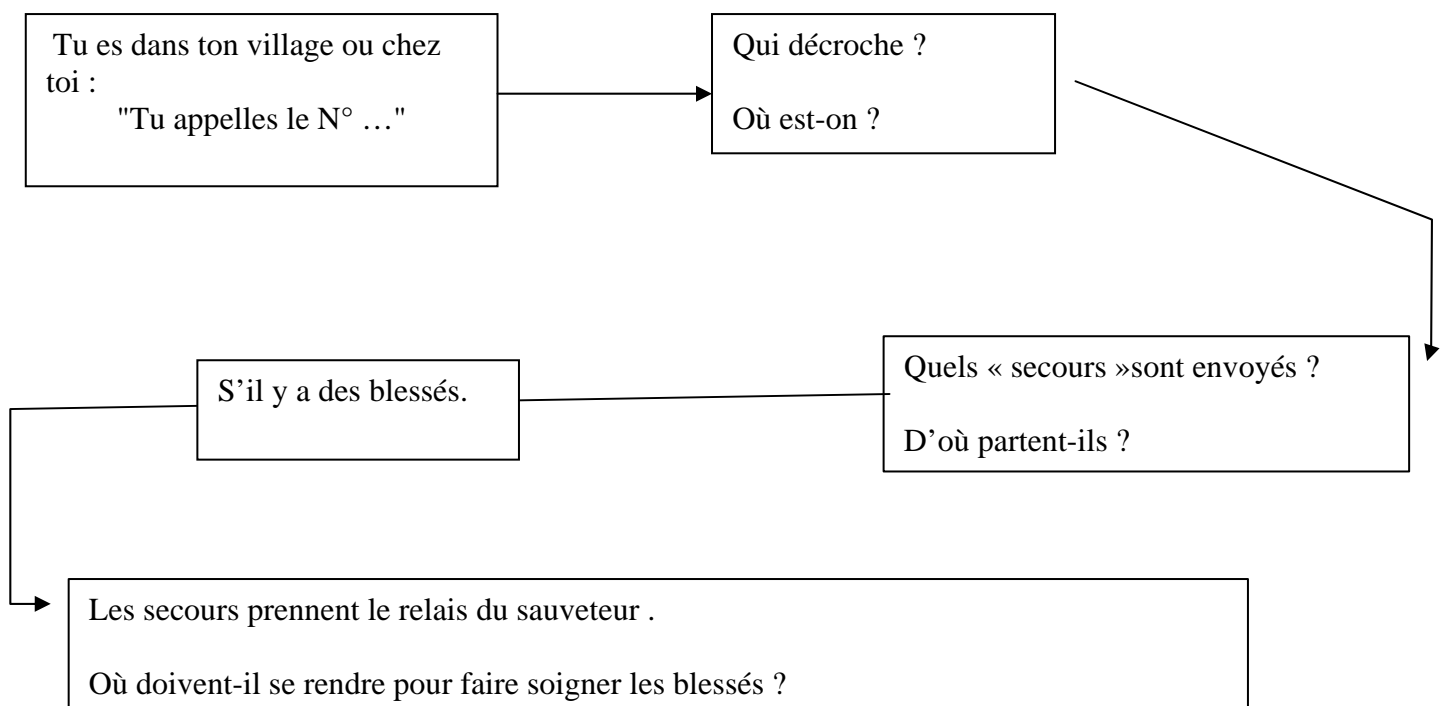 Tu es dans ton village ou chez
toi :
"Tu appelles le N° …"
Qui décroche ?
Où est-on ?
Quels « secours »sont envoyés ?
D’où partent-ils ?
S’il y a des blessés.
Les secours prennent le relais du sauveteur .
Où doivent-il se rendre pour faire soigner les blessés ?